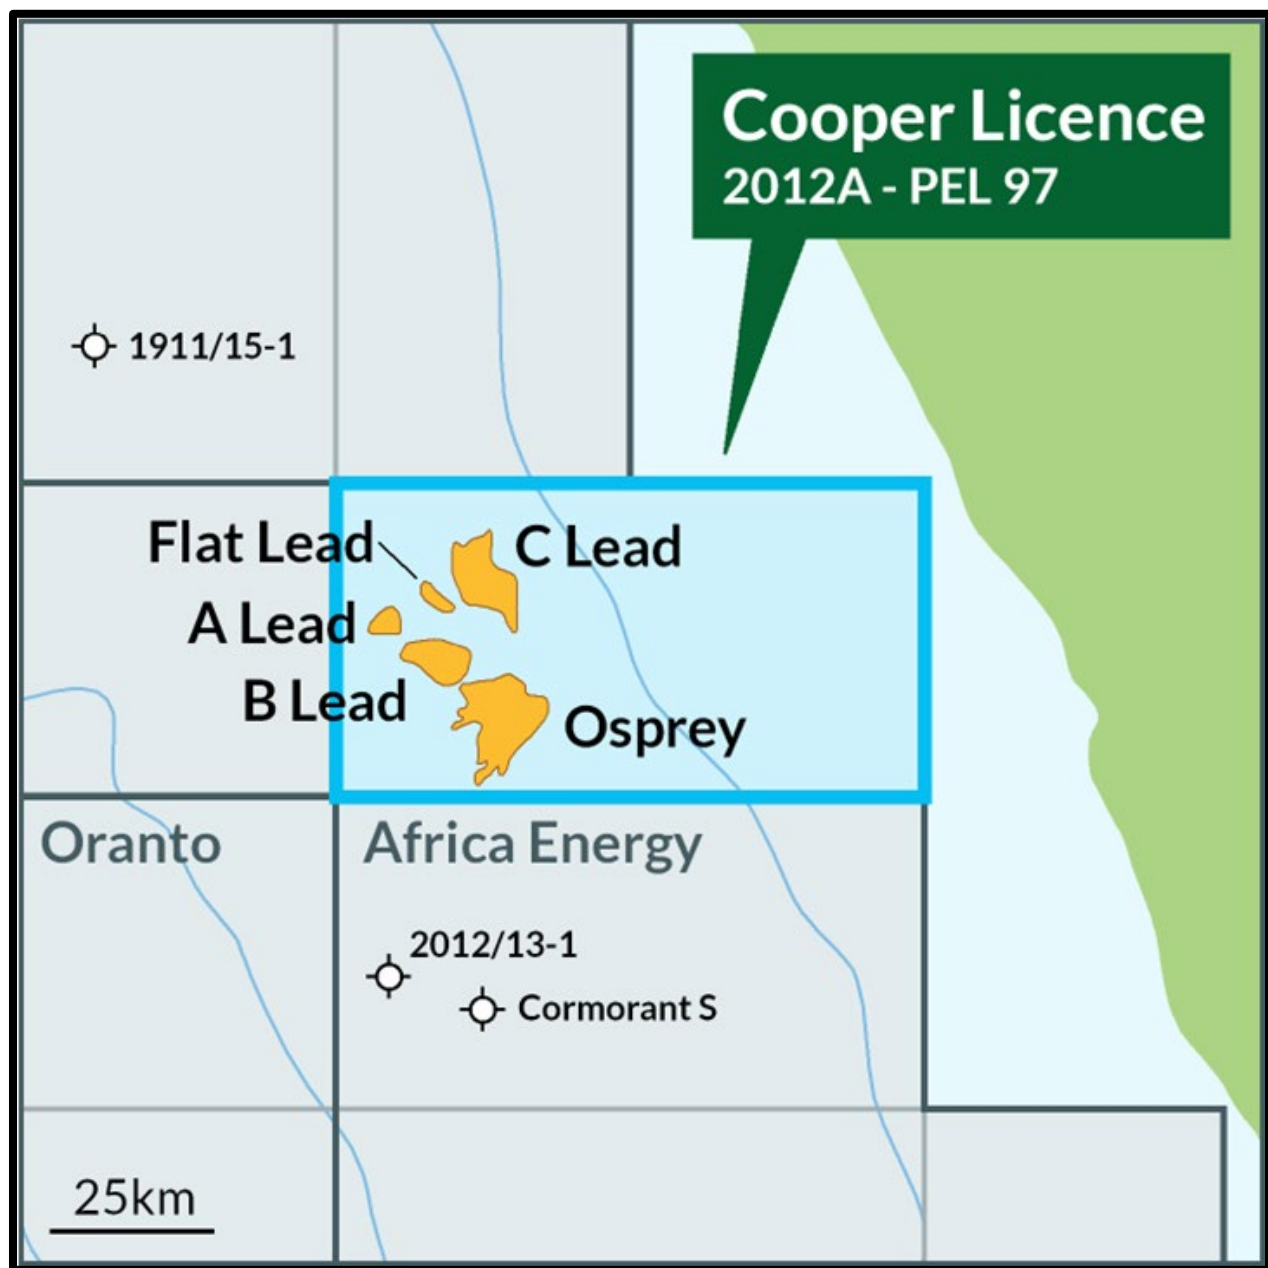 Cooper Licence
2012A - PEL 97
1911/15-1
Flat Lead
C Lead
A Lead
B Lead
Osprey
Oranto
Africa Energy
2012/13-1
Cormorant S
25km